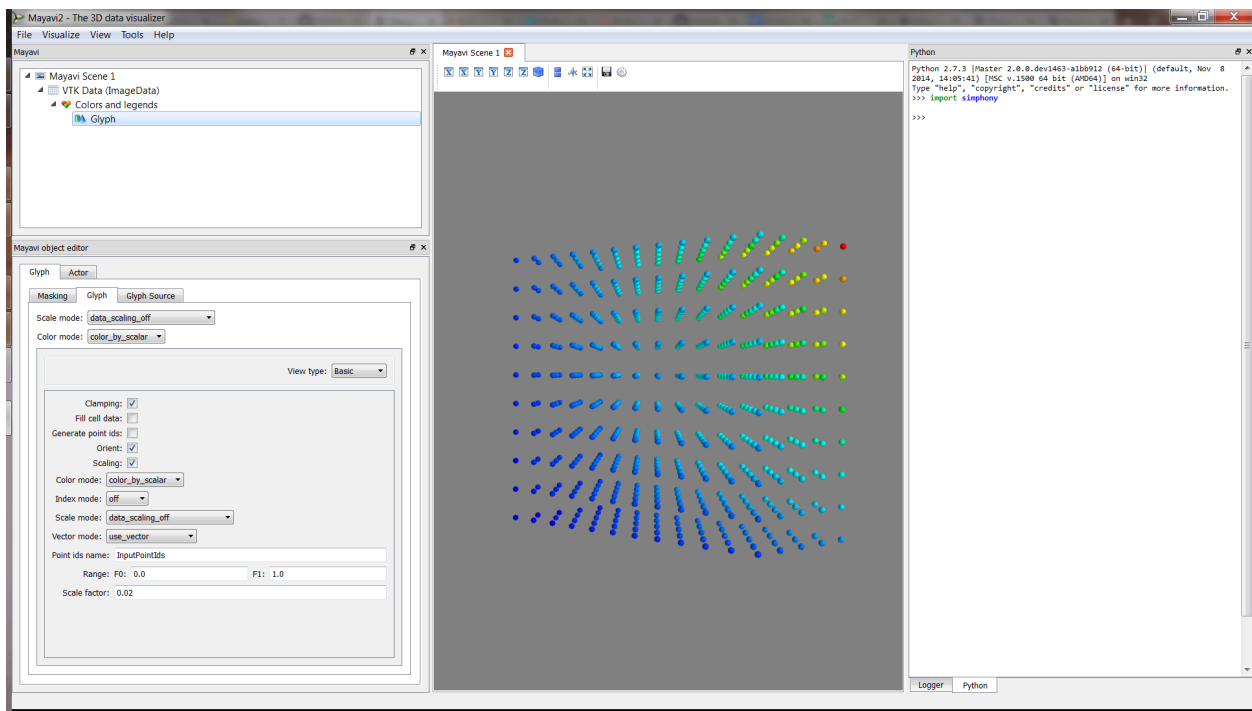 Mayavi2 - The 3D data visualizer
File Visualize View Tools Help
Mayavi
Mayavi Scene 1
VTK Data (ImageData)
Colors and legends
Glyph
Mayavi object editor
Glyph Actor
Masking Glyph Glyph Source
Scale mode: data_scaling_off
Color mode: color_by_scalar
View type: Basic
Clamping:
Fill cell data:
Generate point ids:
Orient:
Scaling:
Color mode: color_by_scalar
Index mode: off
Scale mode: data_scaling_off
Vector mode: use_vector
Point ids name: InputPointIds
Range: F0: 0.0 F1: 1.0
Scale factor: 0.02
Mayavi Scene 1
X X Y Y Z Z
Python
Python 2.7.3 |Master 2.0.0.dev1463-a1bb912 (64-bit)| (default, Nov 8
2014, 14:05:41) [MSC v.1500 64 bit (AMD64)] on win32
Type "help", "copyright", "credits" or "license" for more information.
>>> import simphony
>>>
Logger Python